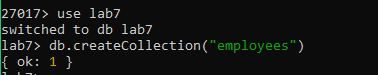 27017> use lab7
switched to db lab7
lab7> db.createCollection("employees")
{ ok: 1 }